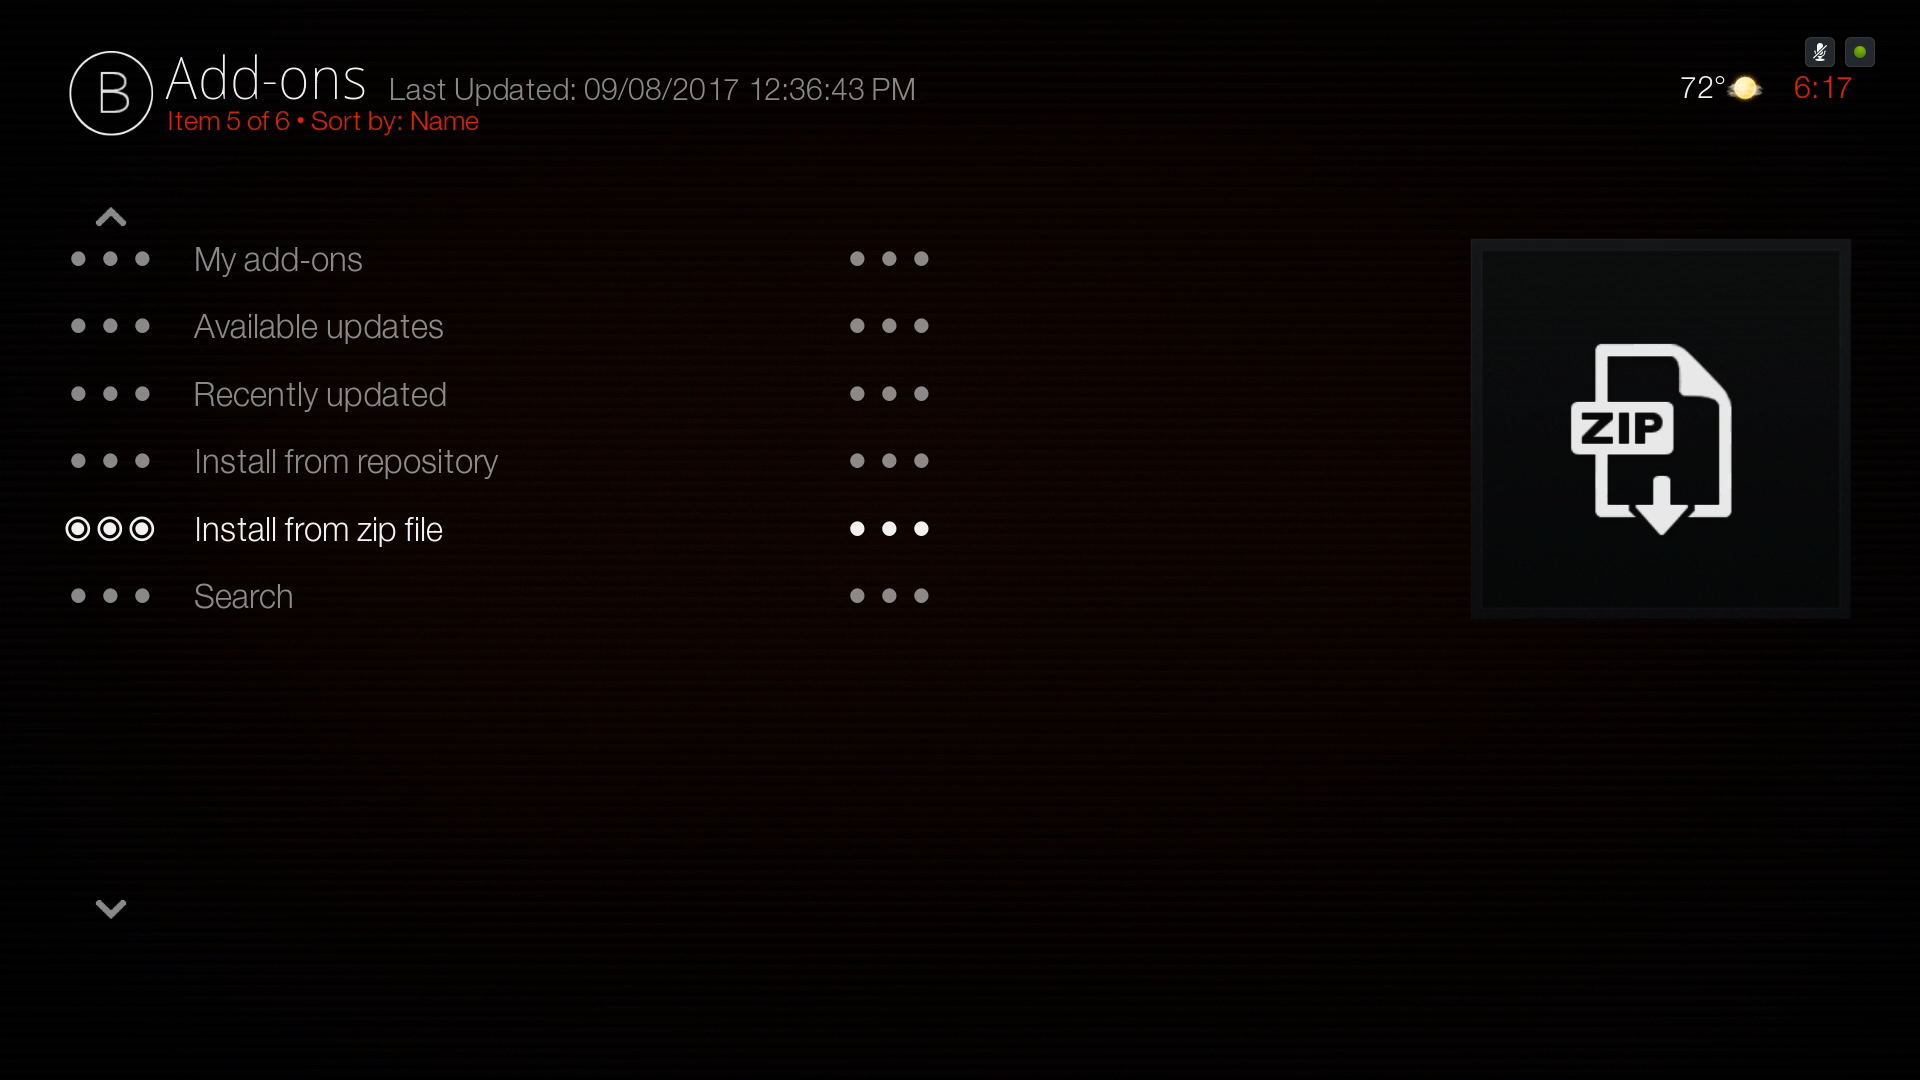 B
Add-ons Last Updated: 09/08/2017 12:36:43 PM
Item 5 of 6 • Sort by: Name
72° 6:17
My add-ons
Available updates
Recently updated
Install from repository
Install from zip file
Search
ZIP